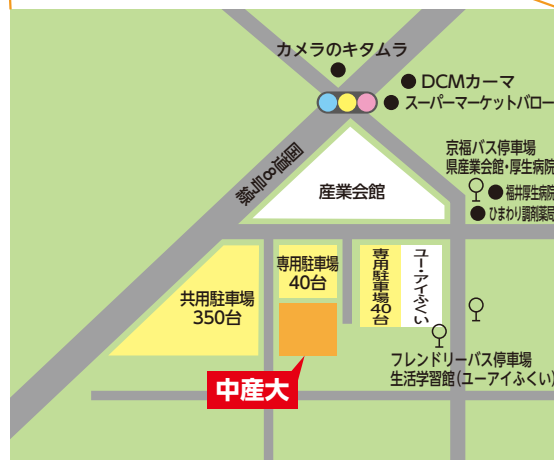 カメラのキタムラ
DCMカーマ
スーパーマーケットバロー
国道8号線
京福バス停車場
県産業会館・厚生病院
福井厚生病院
ひまわり調剤薬局
産業会館
専用駐車場
40台
共用駐車場
350台
専用駐車場40台
ユー・アイふくい
フレンドリーバス停車場
生活学習館(ユーアイふくい)
中産大